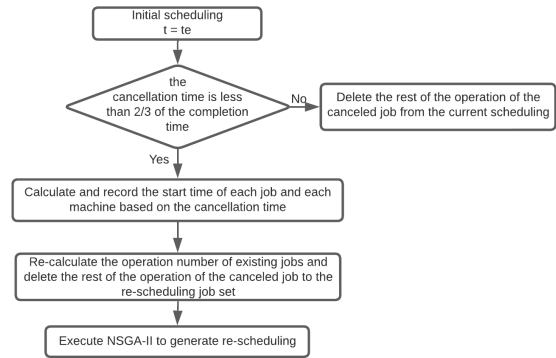 Initial scheduling
t = te
the
cancellation time is less
than 2/3 of the completion
time
No
Delete the rest of the operation of the
canceled job from the current scheduling
Yes
Calculate and record the start time of each job and each
machine based on the cancellation time
Re-calculate the operation number of existing jobs and
delete the rest of the operation of the canceled job to the
re-scheduling job set
Execute NSGA-II to generate re-scheduling